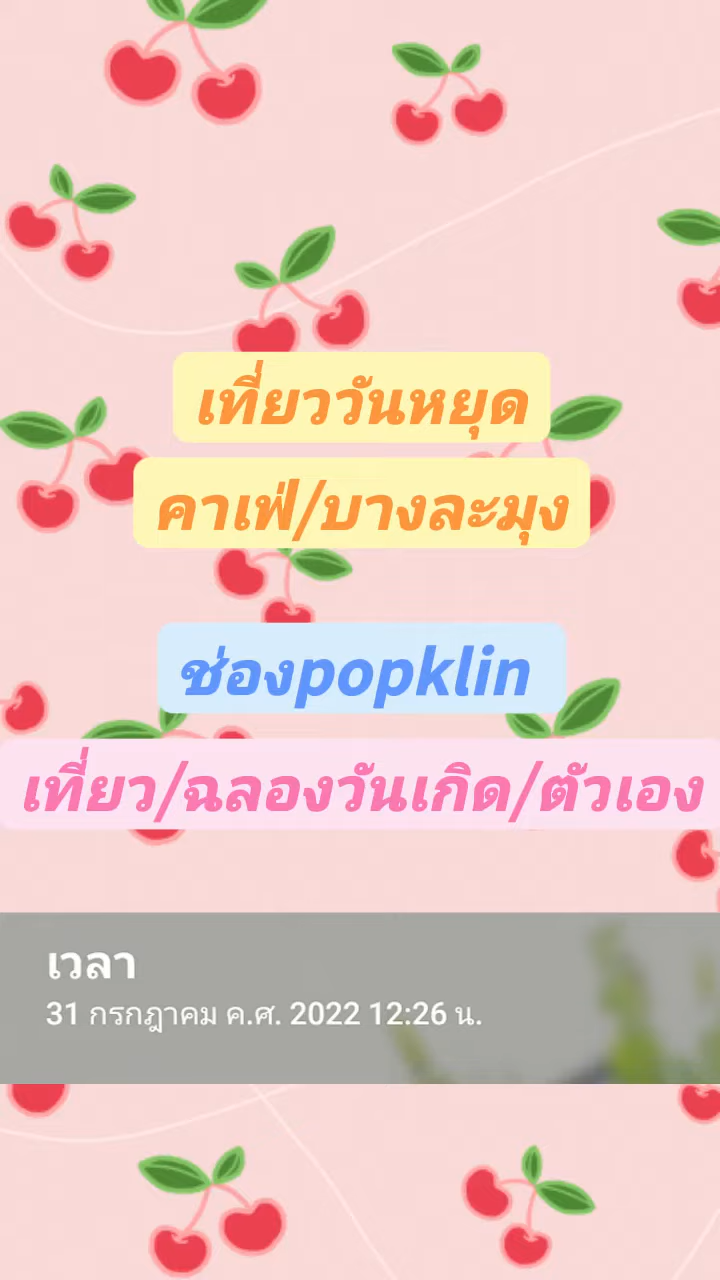 เที่ยววันหยุด
คาเฟ่/บางละมุง
ช่องpopklin
เที่ยว/ฉลองวันเกิด/ตัวเอง
เวลา
31 กรกฎาคม ค.ศ. 2022 12:26 น.